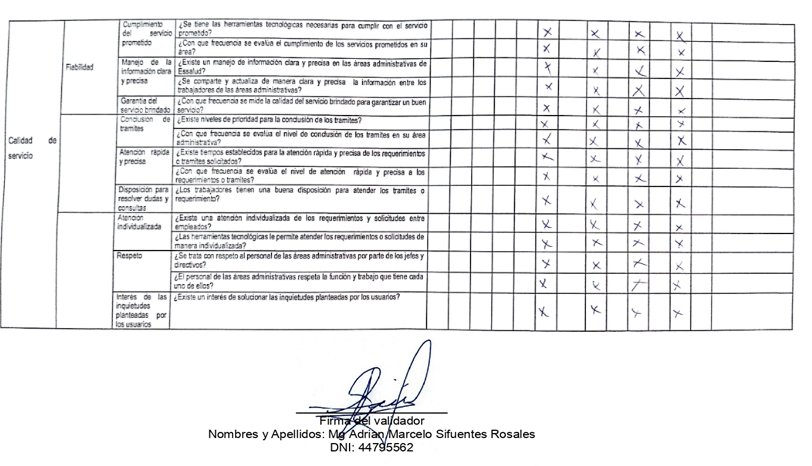 Cumplimiento
del servicio
prometido
¿Se tiene las herramientas tecnológicas necesarias para cumplir con el servicio
prometido?
¿Con que frecuencia se evalúa el cumplimiento de los servicios prometidos en su
área?
Fiabilidad
Manejo de la
información clara
y precisa
¿Existe un manejo de información clara y precisa en las áreas administrativas de
Essalud?
¿Se comparte y actualiza de manera clara y precisa la información entre los
trabajadores de las áreas administrativas?
Garantía del
servicio brindado
¿Con que frecuencia se mide la calidad del servicio brindado para garantizar un buen
servicio?
Calidad de
servicio
Conclusión de
tramites
¿Existe niveles de prioridad para la conclusión de los tramites?
¿Con que frecuencia se evalúa el nivel de conclusión de los tramites en su área
administrativa?
Atención rápida
y precisa
¿Existe tiempos establecidos para la atención rápida y precisa de los requerimientos
o tramites solicitados?
¿Con que frecuencia se evalúa el nivel de atención rápida y precisa a los
requerimientos o tramites?
Disposición para
resolver dudas y
consultas
¿Los trabajadores tienen una buena disposición para atender los tramites o
requerimiento?
Atención
individualizada
¿Existe una atención individualizada de los requerimientos y solicitudes entre
empleados?
¿Las herramientas tecnológicas le permite atender los requerimientos o solicitudes de
manera individualizada?
Respeto
¿Se trata con respeto al personal de las áreas administrativas por parte de los jefes y
directivos?
¿El personal de las áreas administrativas respeta la función y trabajo que tiene cada
uno de ellos?
Interés de las
inquietudes
planteadas por
los usuarios
¿Existe un interés de solucionar las inquietudes planteadas por los usuarios?
Firma del validador
Nombres y Apellidos: Mg Adrian Marcelo Sifuentes Rosales
DNI: 44795562